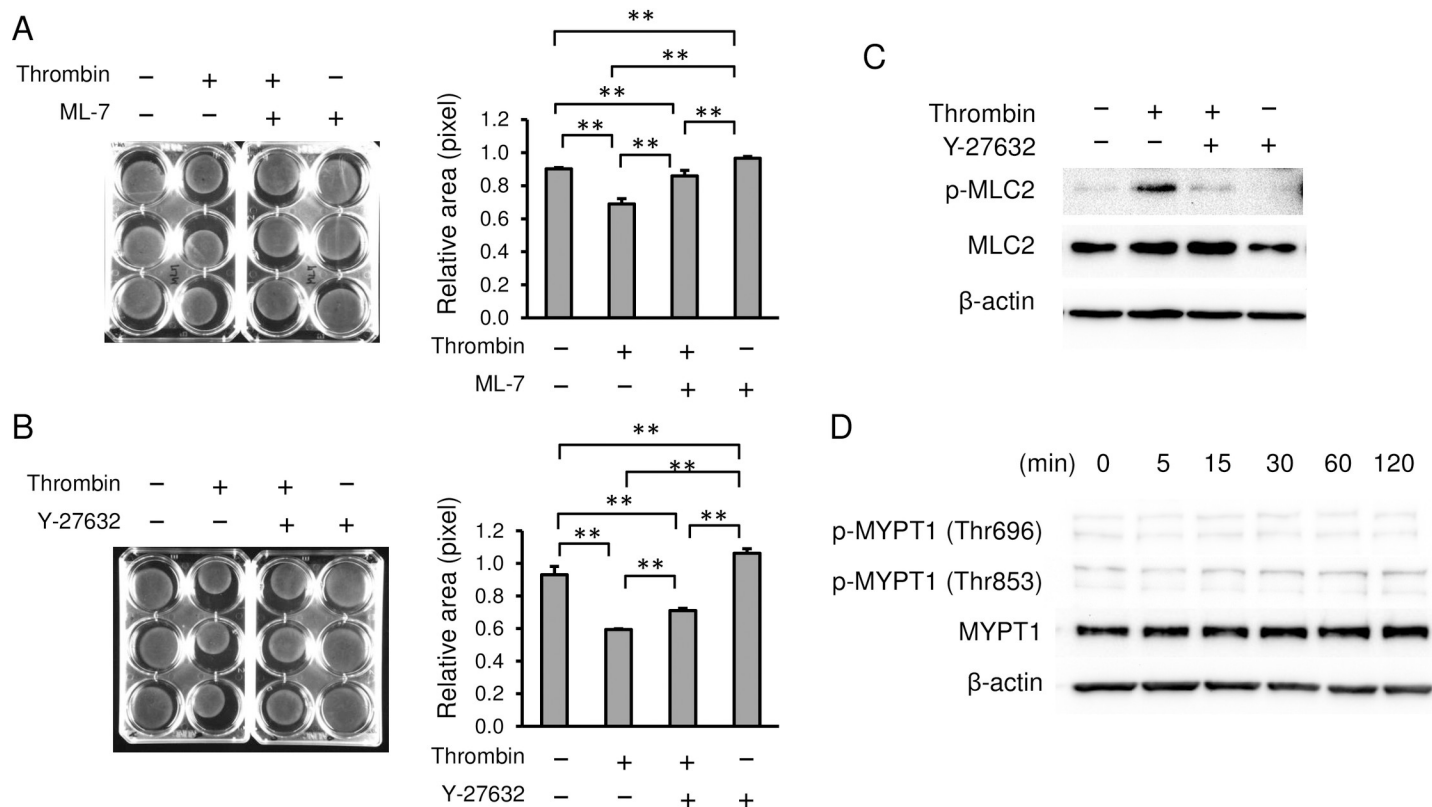 A
Thrombin − + + −
ML-7 − − + +
**
**
**
**
**
**
Relative area (pixel)
1.2
1.0
0.8
0.6
0.4
0.2
0.0
Thrombin − + + −
ML-7 − − + +
B
Thrombin − + + −
Y-27632 − − + +
**
**
**
**
**
**
Relative area (pixel)
1.2
1.0
0.8
0.6
0.4
0.2
0.0
Thrombin − + + −
Y-27632 − − + +
C
Thrombin − + + −
Y-27632 − − + +
p-MLC2
MLC2
β-actin
D
(min) 0 5 15 30 60 120
p-MYPT1 (Thr696)
p-MYPT1 (Thr853)
MYPT1
β-actin